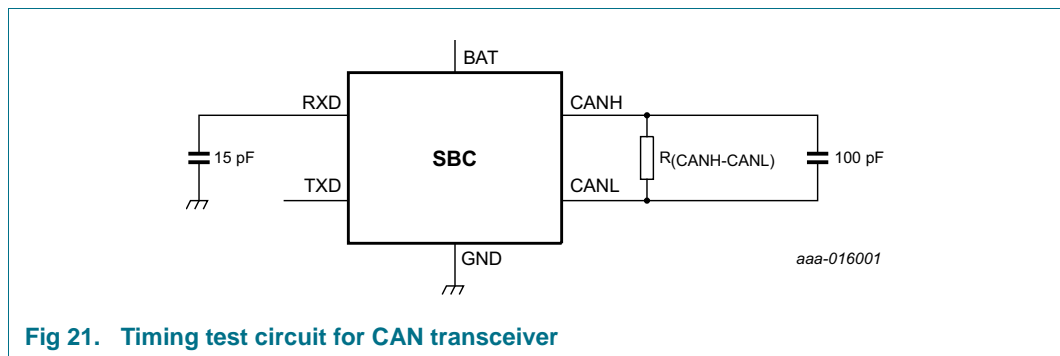 BAT
RXD
CANH
15 pF
SBC
R(CANH-CANL)
100 pF
TXD
CANL
GND
aaa-016001
Fig 21. Timing test circuit for CAN transceiver